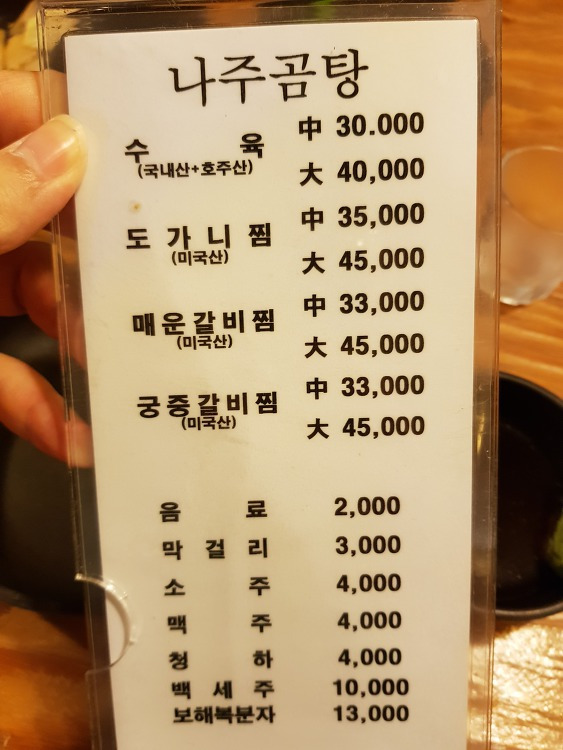 나주곰탕
수 육 中 30.000
(국내산+호주산) 大 40,000
도 가 니 찜 中 35,000
(미국산) 大 45,000
매운갈비찜 中 33,000
(미국산) 大 45,000
궁중갈비찜 中 33,000
(미국산) 大 45,000
음 료 2,000
막 걸 리 3,000
소 주 4,000
맥 주 4,000
청 하 4,000
백 세 주 10,000
보해복분자 13,000